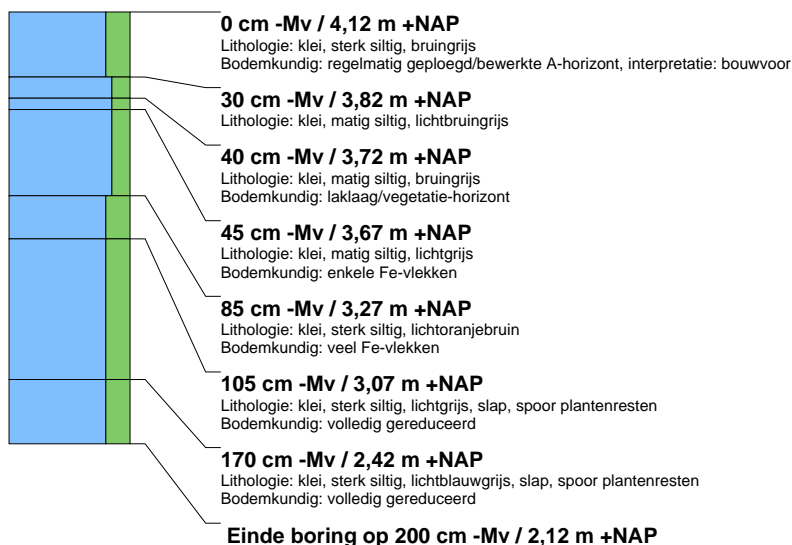 0 cm -Mv / 4,12 m +NAP
Lithologie: klei, sterk siltig, bruingrijs
Bodemkundig: regelmatig geploegd/bewerkte A-horizont, interpretatie: bouwvoor
30 cm -Mv / 3,82 m +NAP
Lithologie: klei, matig siltig, lichtbruingrijs
40 cm -Mv / 3,72 m +NAP
Lithologie: klei, matig siltig, bruingrijs
Bodemkundig: laklaag/vegetatie-horizont
45 cm -Mv / 3,67 m +NAP
Lithologie: klei, matig siltig, lichtgrijs
Bodemkundig: enkele Fe-vlekken
85 cm -Mv / 3,27 m +NAP
Lithologie: klei, sterk siltig, lichtoranjebruin
Bodemkundig: veel Fe-vlekken
105 cm -Mv / 3,07 m +NAP
Lithologie: klei, sterk siltig, lichtgrijs, slap, spoor plantenresten
Bodemkundig: volledig gereduceerd
170 cm -Mv / 2,42 m +NAP
Lithologie: klei, sterk siltig, lichtblauwgrijs, slap, spoor plantenresten
Bodemkundig: volledig gereduceerd
Einde boring op 200 cm -Mv / 2,12 m +NAP